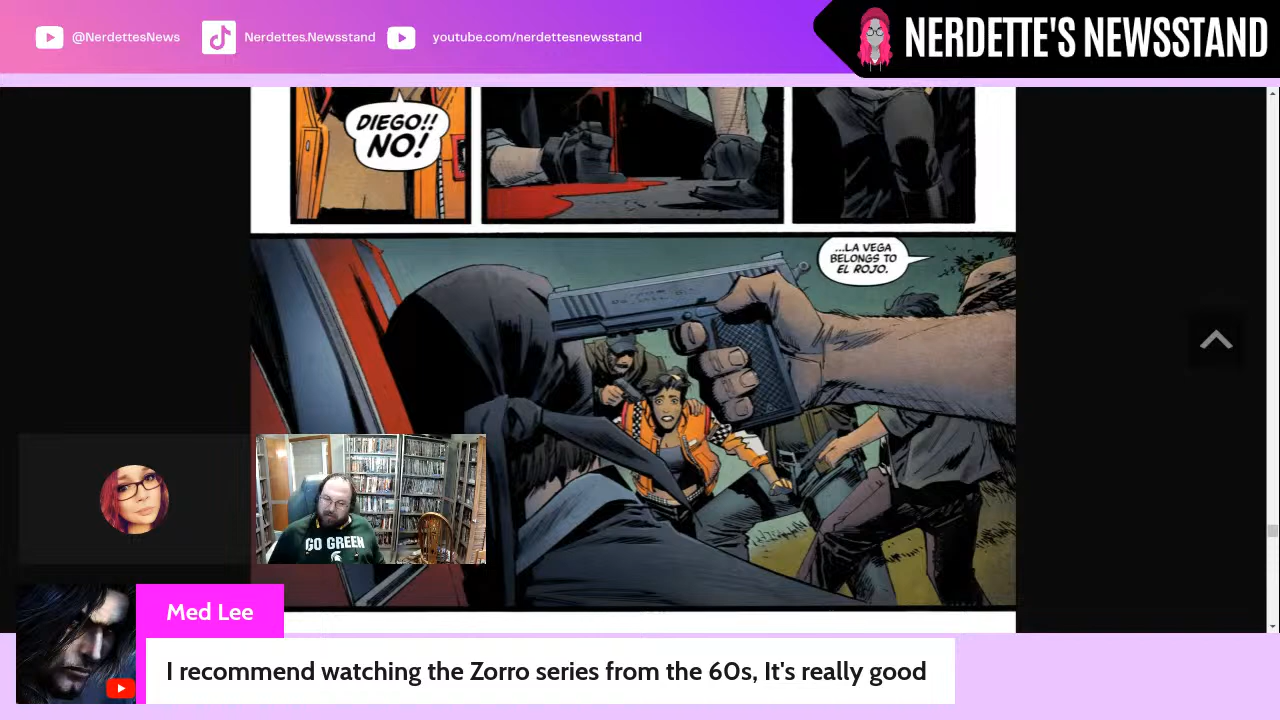 @NerdettesNews
Nerdettes.Newsstand
youtube.com/nerdettesnewsstand
NERDETTE'S NEWSSTAND
DIEGO!!
NO!
...LA VEGA
BELONGS TO
EL ROJO.
GO GREEN
Med Lee
I recommend watching the Zorro series from the 60s, It's really good